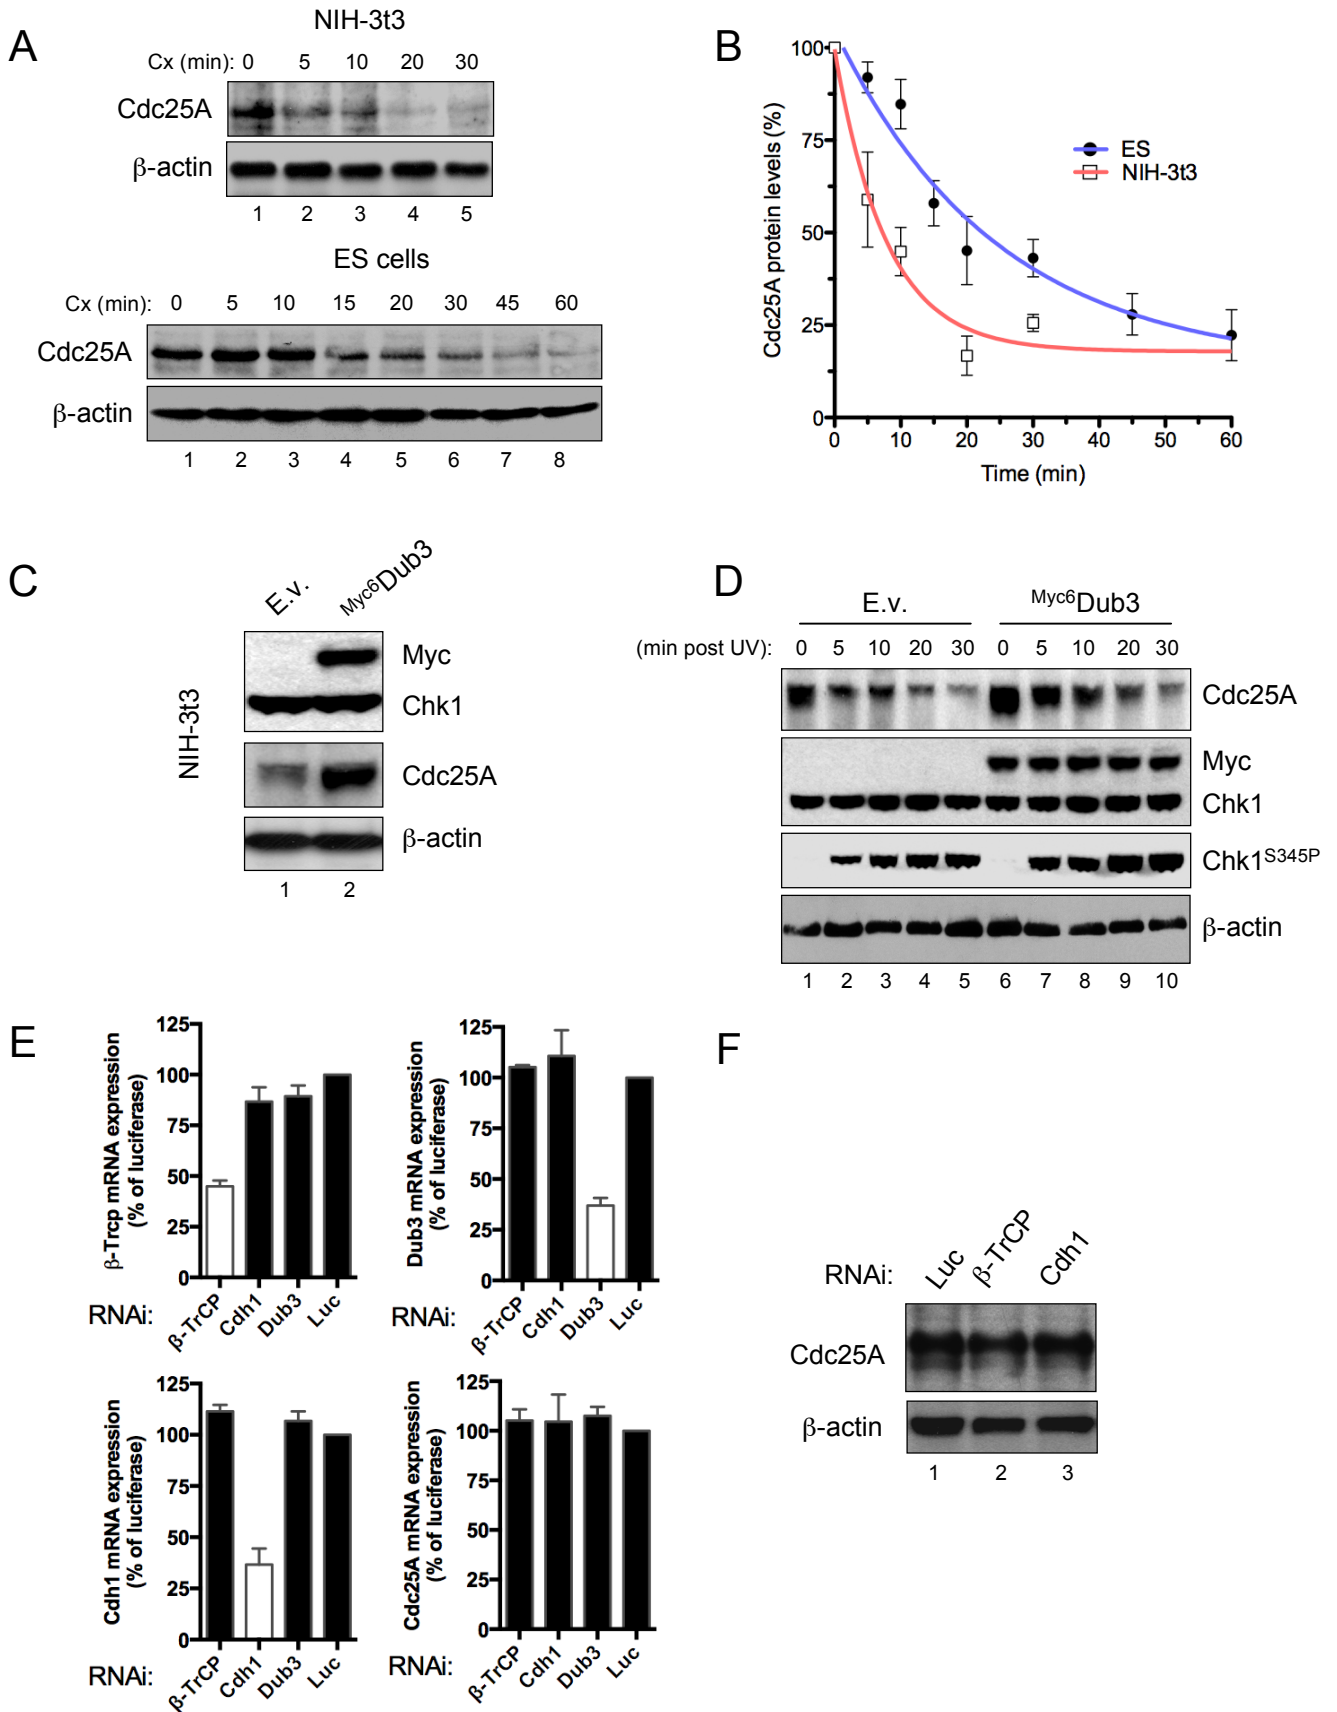 A
NIH-3t3
Cx (min): 0 5 10 20 30
Cdc25A
β-actin
1 2 3 4 5
ES cells
Cx (min): 0 5 10 15 20 30 45 60
Cdc25A
β-actin
1 2 3 4 5 6 7 8
B
Cdc25A protein levels (%)
100
75
50
25
0
0 10 20 30 40 50 60
Time (min)
ES
NIH-3t3
C
E.v. Myc6Dub3
NIH-3t3
Myc
Chk1
Cdc25A
β-actin
1 2
D
E.v. Myc6Dub3
(min post UV): 0 5 10 20 30 0 5 10 20 30
Cdc25A
Myc
Chk1
Chk1S345P
β-actin
1 2 3 4 5 6 7 8 9 10
E
β-Trcp mRNA expression
(% of luciferase)
125
100
75
50
25
0
RNAi: β-TrCP Cdh1 Dub3 Luc
Dub3 mRNA expression
(% of luciferase)
125
100
75
50
25
0
RNAi: β-TrCP Cdh1 Dub3 Luc
Cdh1 mRNA expression
(% of luciferase)
125
100
75
50
25
0
RNAi: β-TrCP Cdh1 Dub3 Luc
Cdc25A mRNA expression
(% of luciferase)
125
100
75
50
25
0
RNAi: β-TrCP Cdh1 Dub3 Luc
F
RNAi: Luc β-TrCP Cdh1
Cdc25A
β-actin
1 2 3